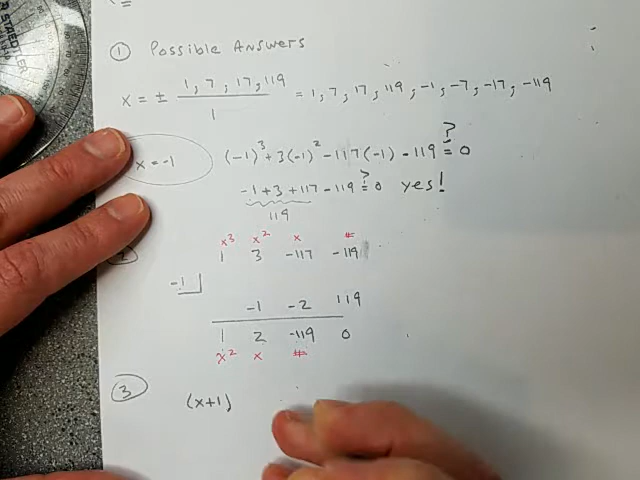 STAEDTLER
① Possible Answers
x = ± 1, 7, 17, 119 / 1 = 1, 7, 17, 119, -1, -7, -17, -119
x = -1 (-1)³ + 3(-1)² - 117(-1) - 119 ≟ 0
-1 + 3 + 117 - 119 ≟ 0 yes!
119
x³ x² x #
2 1 3 -117 -119
-1
-1 -2 119
1 2 -119 0
x² x #
③ (x+1)